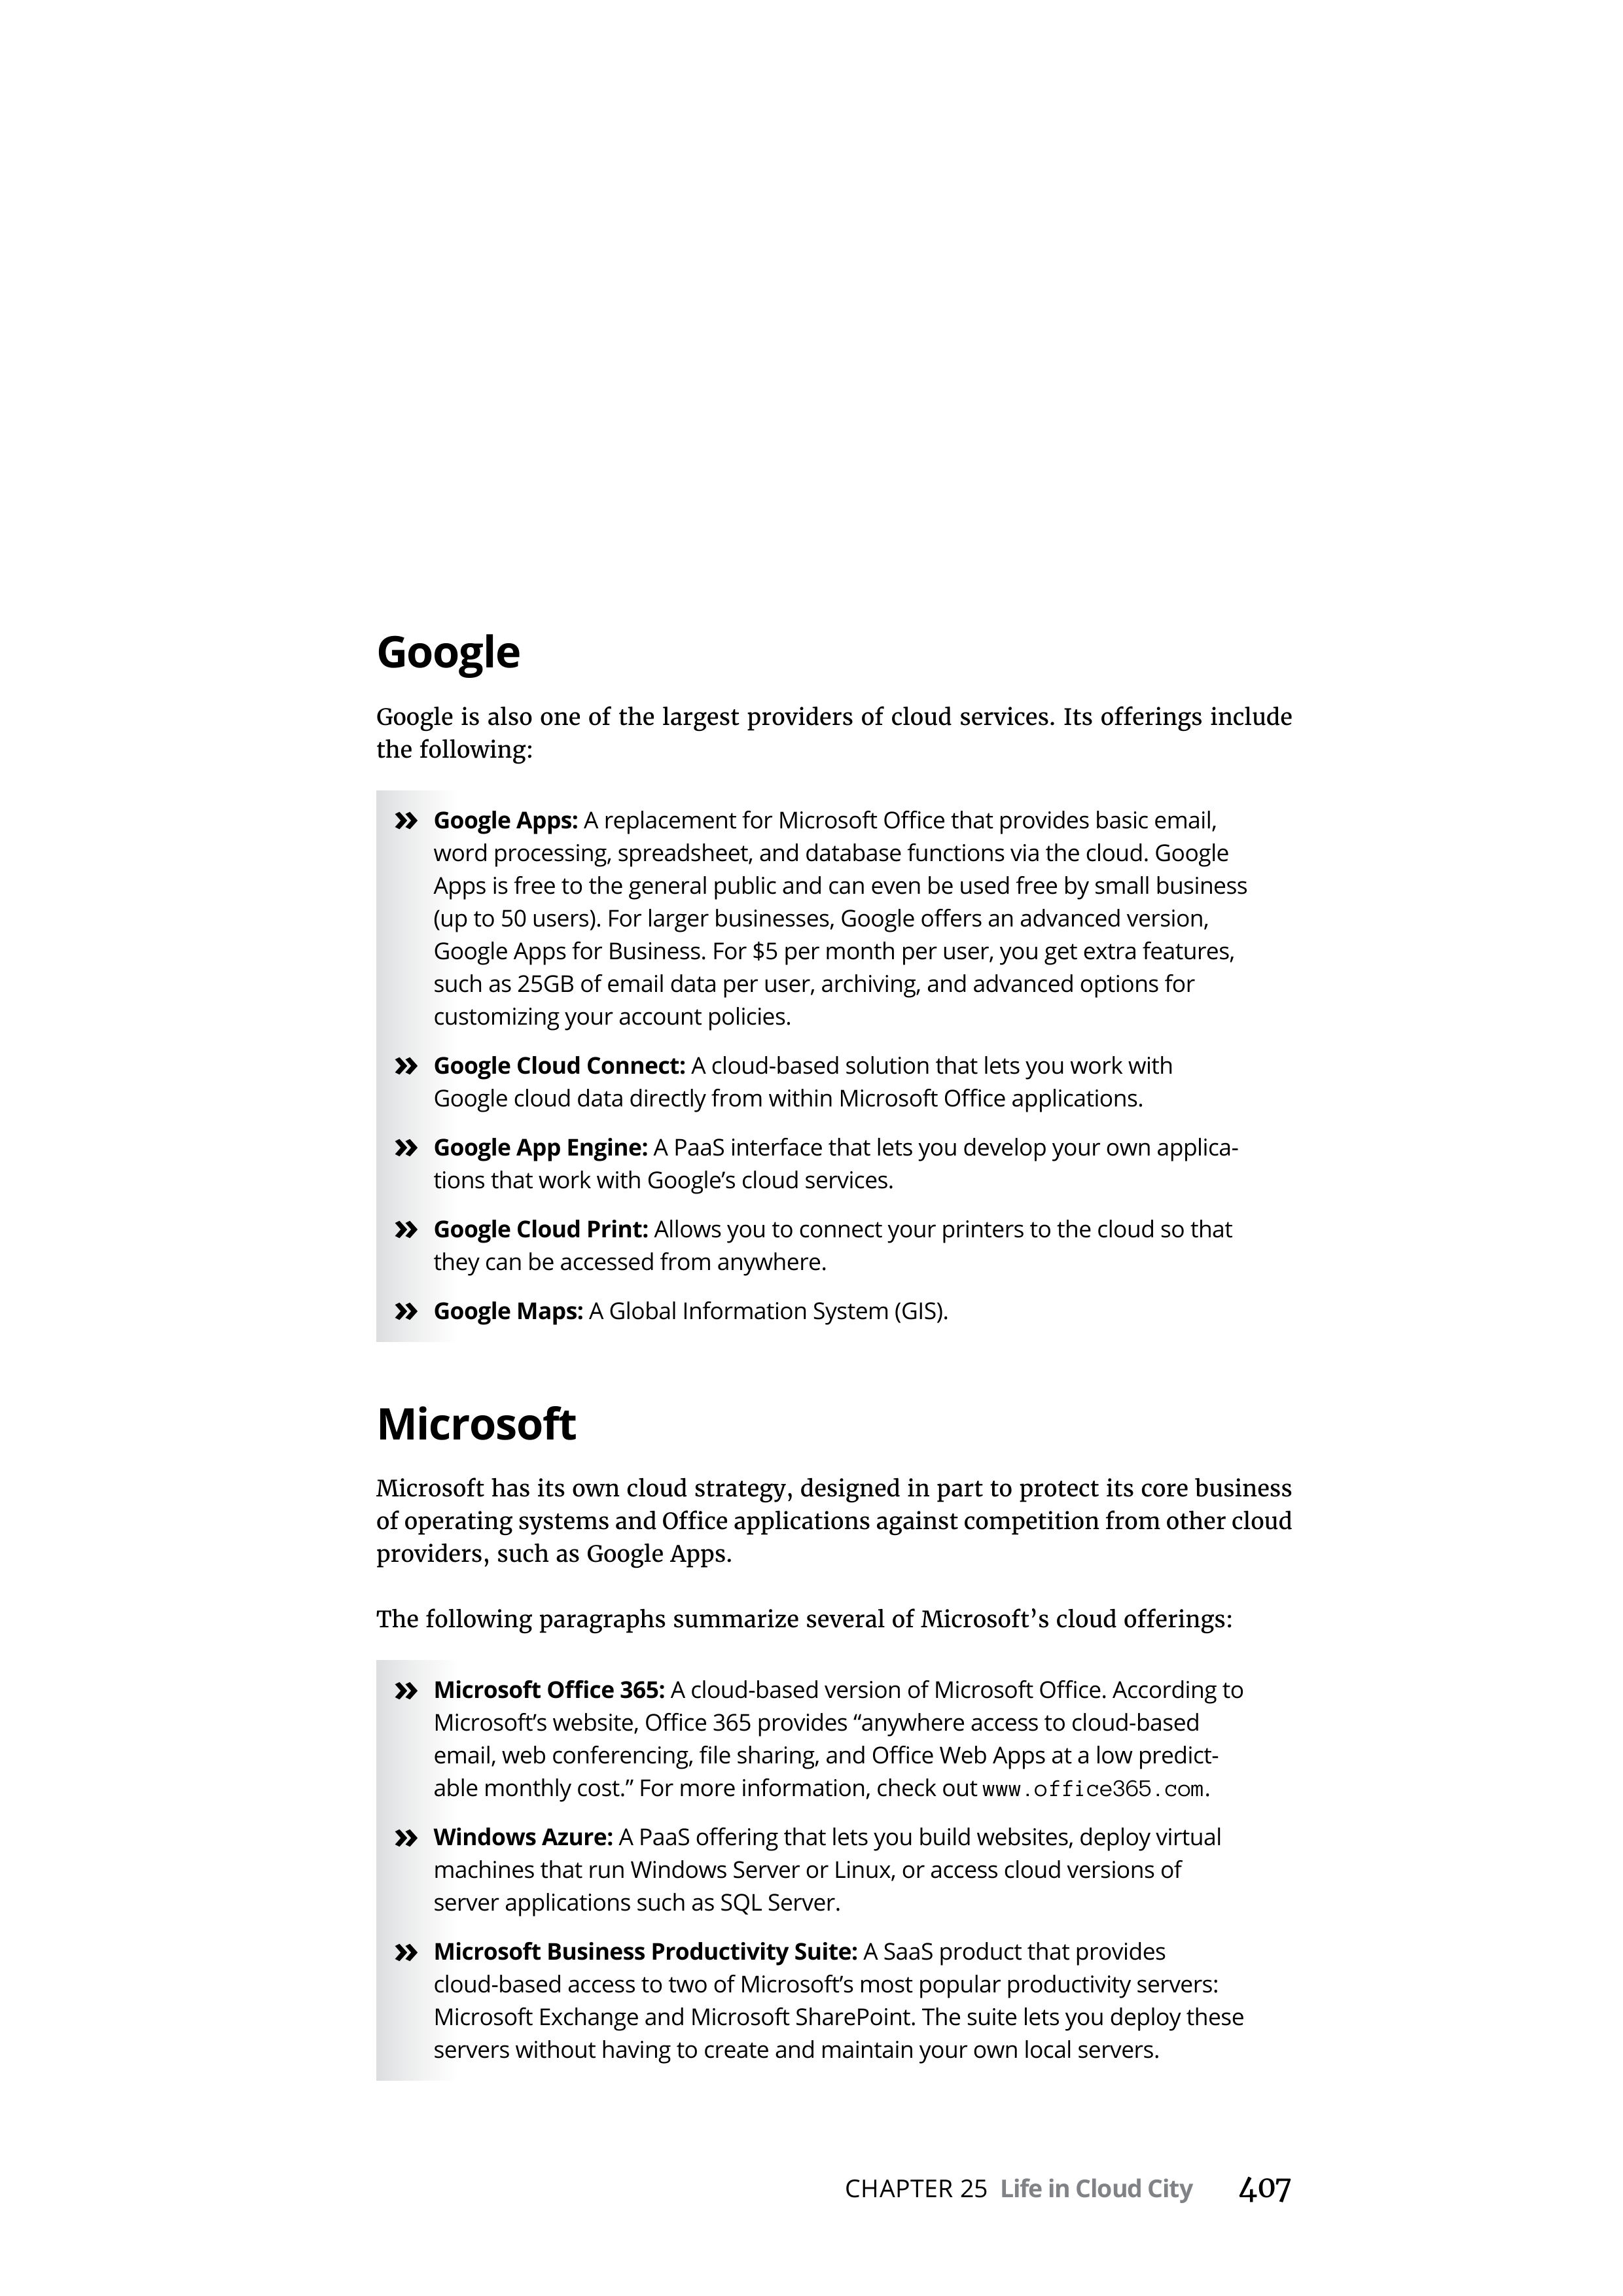 Google
Google is also one of the largest providers of cloud services. Its offerings include
the following:
» Google Apps: A replacement for Microsoft Office that provides basic email,
word processing, spreadsheet, and database functions via the cloud. Google
Apps is free to the general public and can even be used free by small business
(up to 50 users). For larger businesses, Google offers an advanced version,
Google Apps for Business. For $5 per month per user, you get extra features,
such as 25GB of email data per user, archiving, and advanced options for
customizing your account policies.
» Google Cloud Connect: A cloud-based solution that lets you work with
Google cloud data directly from within Microsoft Office applications.
» Google App Engine: A PaaS interface that lets you develop your own applica-
tions that work with Google’s cloud services.
» Google Cloud Print: Allows you to connect your printers to the cloud so that
they can be accessed from anywhere.
» Google Maps: A Global Information System (GIS).
Microsoft
Microsoft has its own cloud strategy, designed in part to protect its core business
of operating systems and Office applications against competition from other cloud
providers, such as Google Apps.
The following paragraphs summarize several of Microsoft’s cloud offerings:
» Microsoft Office 365: A cloud-based version of Microsoft Office. According to
Microsoft’s website, Office 365 provides “anywhere access to cloud-based
email, web conferencing, file sharing, and Office Web Apps at a low predict-
able monthly cost.” For more information, check out www.office365.com.
» Windows Azure: A PaaS offering that lets you build websites, deploy virtual
machines that run Windows Server or Linux, or access cloud versions of
server applications such as SQL Server.
» Microsoft Business Productivity Suite: A SaaS product that provides
cloud-based access to two of Microsoft’s most popular productivity servers:
Microsoft Exchange and Microsoft SharePoint. The suite lets you deploy these
servers without having to create and maintain your own local servers.
CHAPTER 25 Life in Cloud City 407